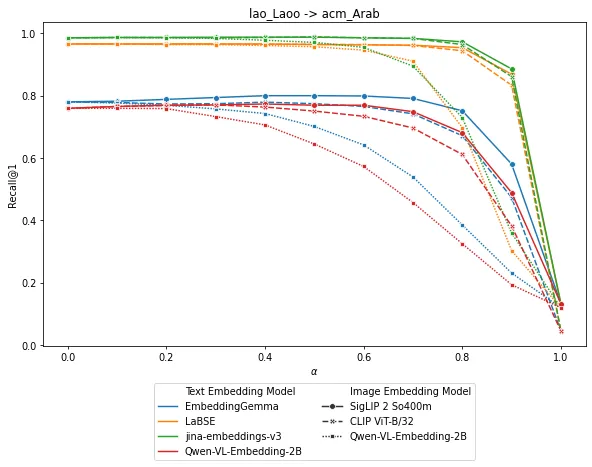 lao_Laoo -> acm_Arab
Recall@1
1.0
0.8
0.6
0.4
0.2
0.0
0.0 0.2 0.4 0.6 0.8 1.0
α
Text Embedding Model Image Embedding Model
EmbeddingGemma SigLIP 2 So400m
LaBSE CLIP ViT-B/32
jina-embeddings-v3 Qwen-VL-Embedding-2B
Qwen-VL-Embedding-2B